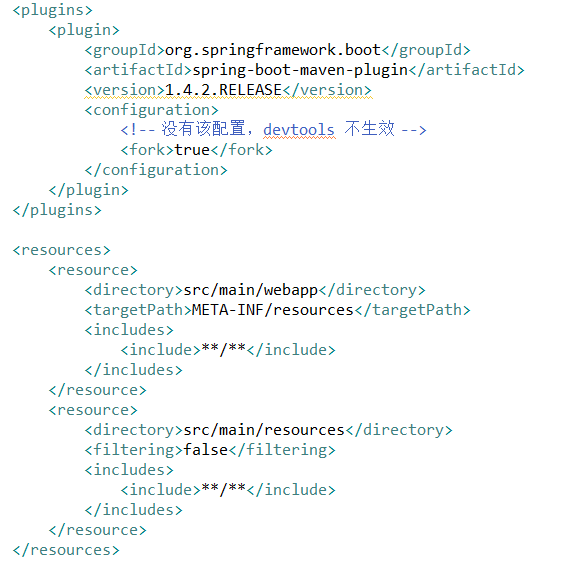 <plugins>
    <plugin>
        <groupId>org.springframework.boot</groupId>
        <artifactId>spring-boot-maven-plugin</artifactId>
        <version>1.4.2.RELEASE</version>
        <configuration>
            <!-- 没有该配置，devtools 不生效 -->
            <fork>true</fork>
        </configuration>
    </plugin>
</plugins>

<resources>
    <resource>
        <directory>src/main/webapp</directory>
        <targetPath>META-INF/resources</targetPath>
        <includes>
            <include>**/**</include>
        </includes>
    </resource>
    <resource>
        <directory>src/main/resources</directory>
        <filtering>false</filtering>
        <includes>
            <include>**/**</include>
        </includes>
    </resource>
</resources>